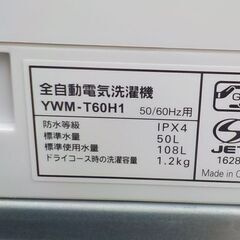 全自動電気洗濯機
YWM-T60H1 50/60Hz用
防水等級 IPX4
標準水量 50L
標準使用水量 108L
ドライコース時の洗濯容量 1.2kg
JET
1628
Made in C